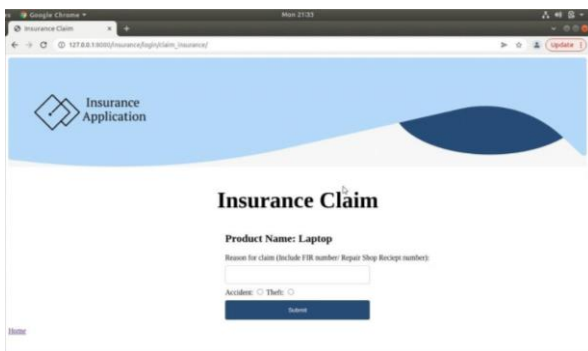 Google Chrome
Mon 21:33
Insurance Claim
127.0.0.1:8000/insurance/login/claim_insurance/
Update
Insurance
Application
Insurance Claim
Product Name: Laptop
Reason for claim (Include FIR number/ Repair Shop Reciept number):
Accident: Theft:
Submit
Home